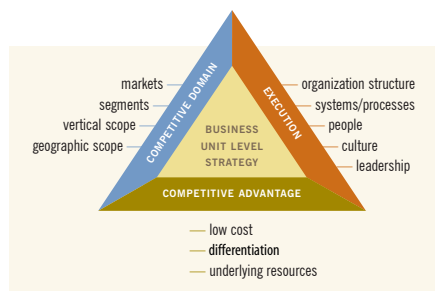 markets
segments
vertical scope
geographic scope
COMPETITIVE DOMAIN
BUSINESS
UNIT LEVEL
STRATEGY
EXECUTION
organization structure
systems/processes
people
culture
leadership
COMPETITIVE ADVANTAGE
low cost
differentiation
underlying resources